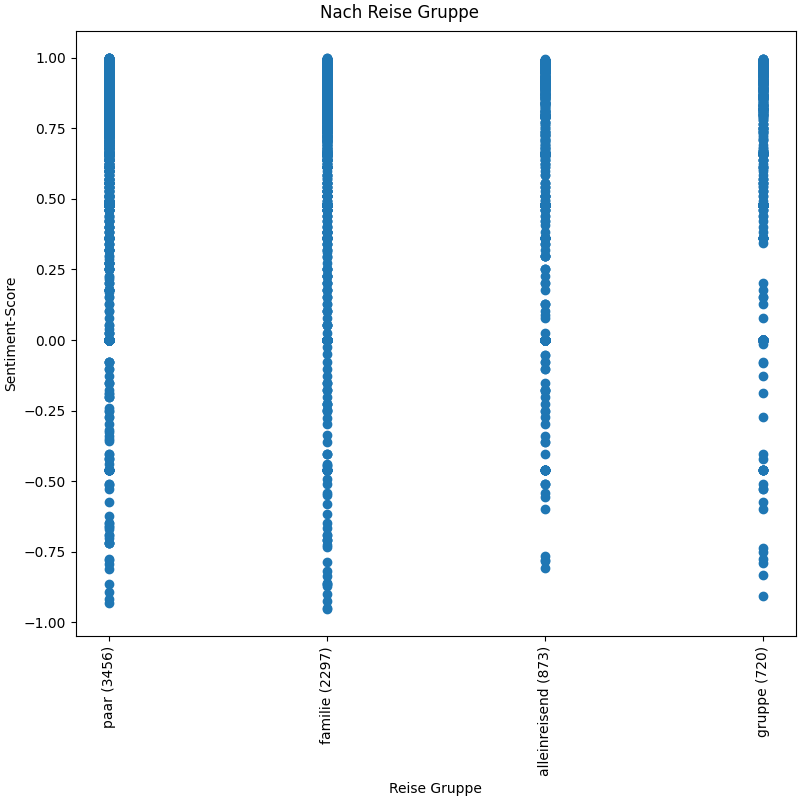 Nach Reise Gruppe
1.00
0.75
0.50
0.25
0.00
−0.25
−0.50
−0.75
−1.00
Sentiment-Score
paar (3456)
familie (2297)
alleinreisend (873)
gruppe (720)
Reise Gruppe